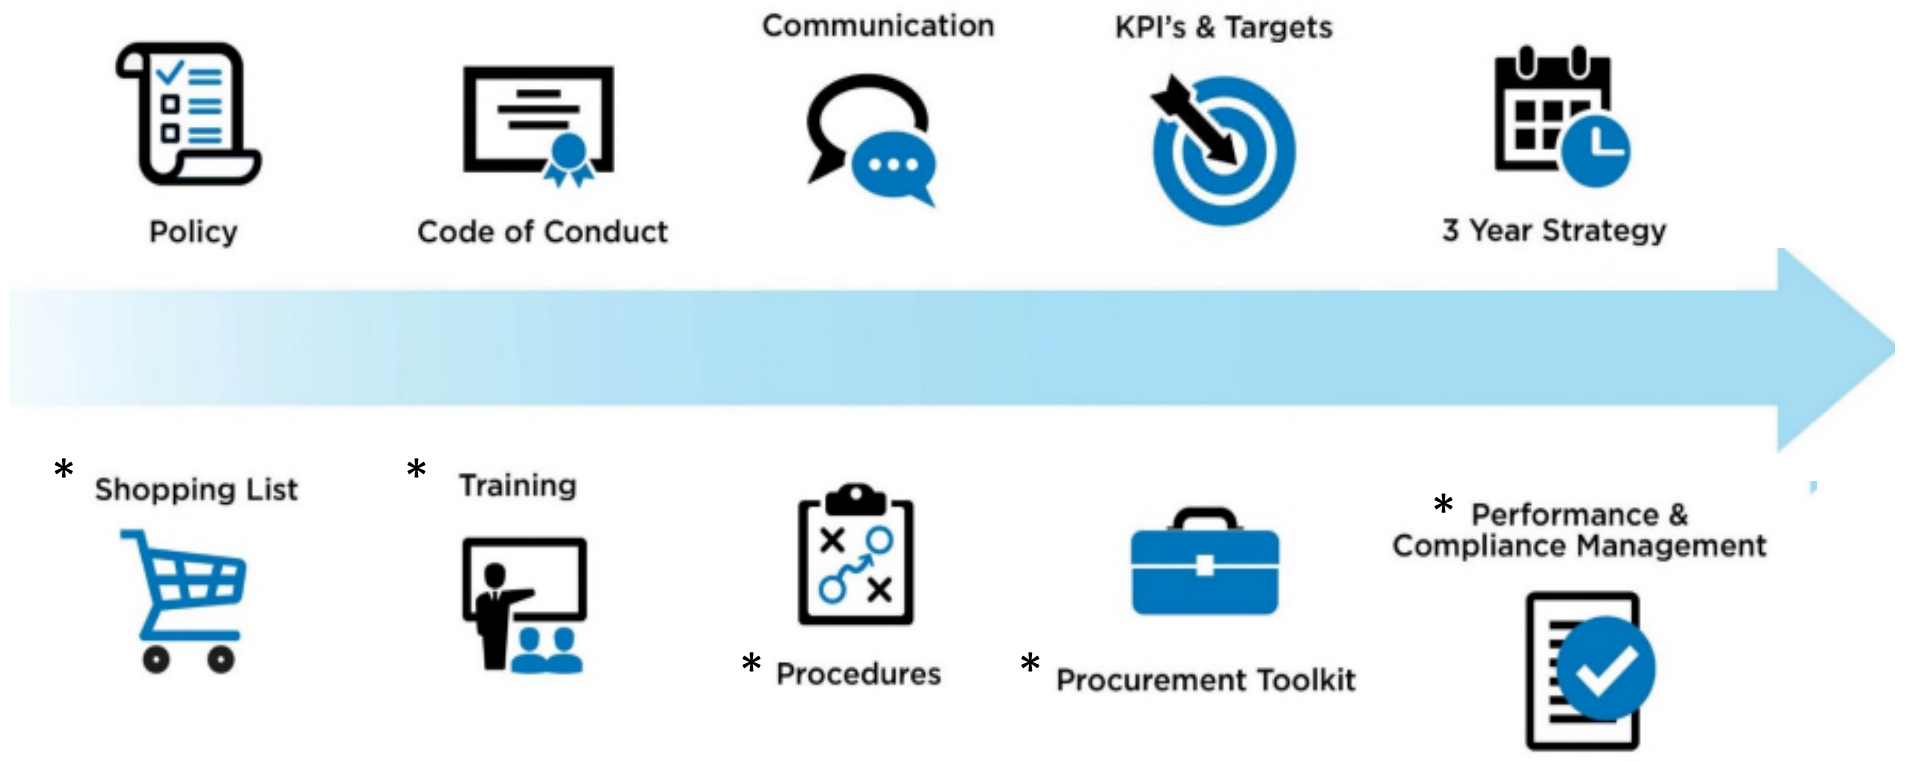 Communication
KPI's & Targets
Policy
Code of Conduct
3 Year Strategy
* Shopping List
* Training
* Performance &
Compliance Management
* Procedures
* Procurement Toolkit